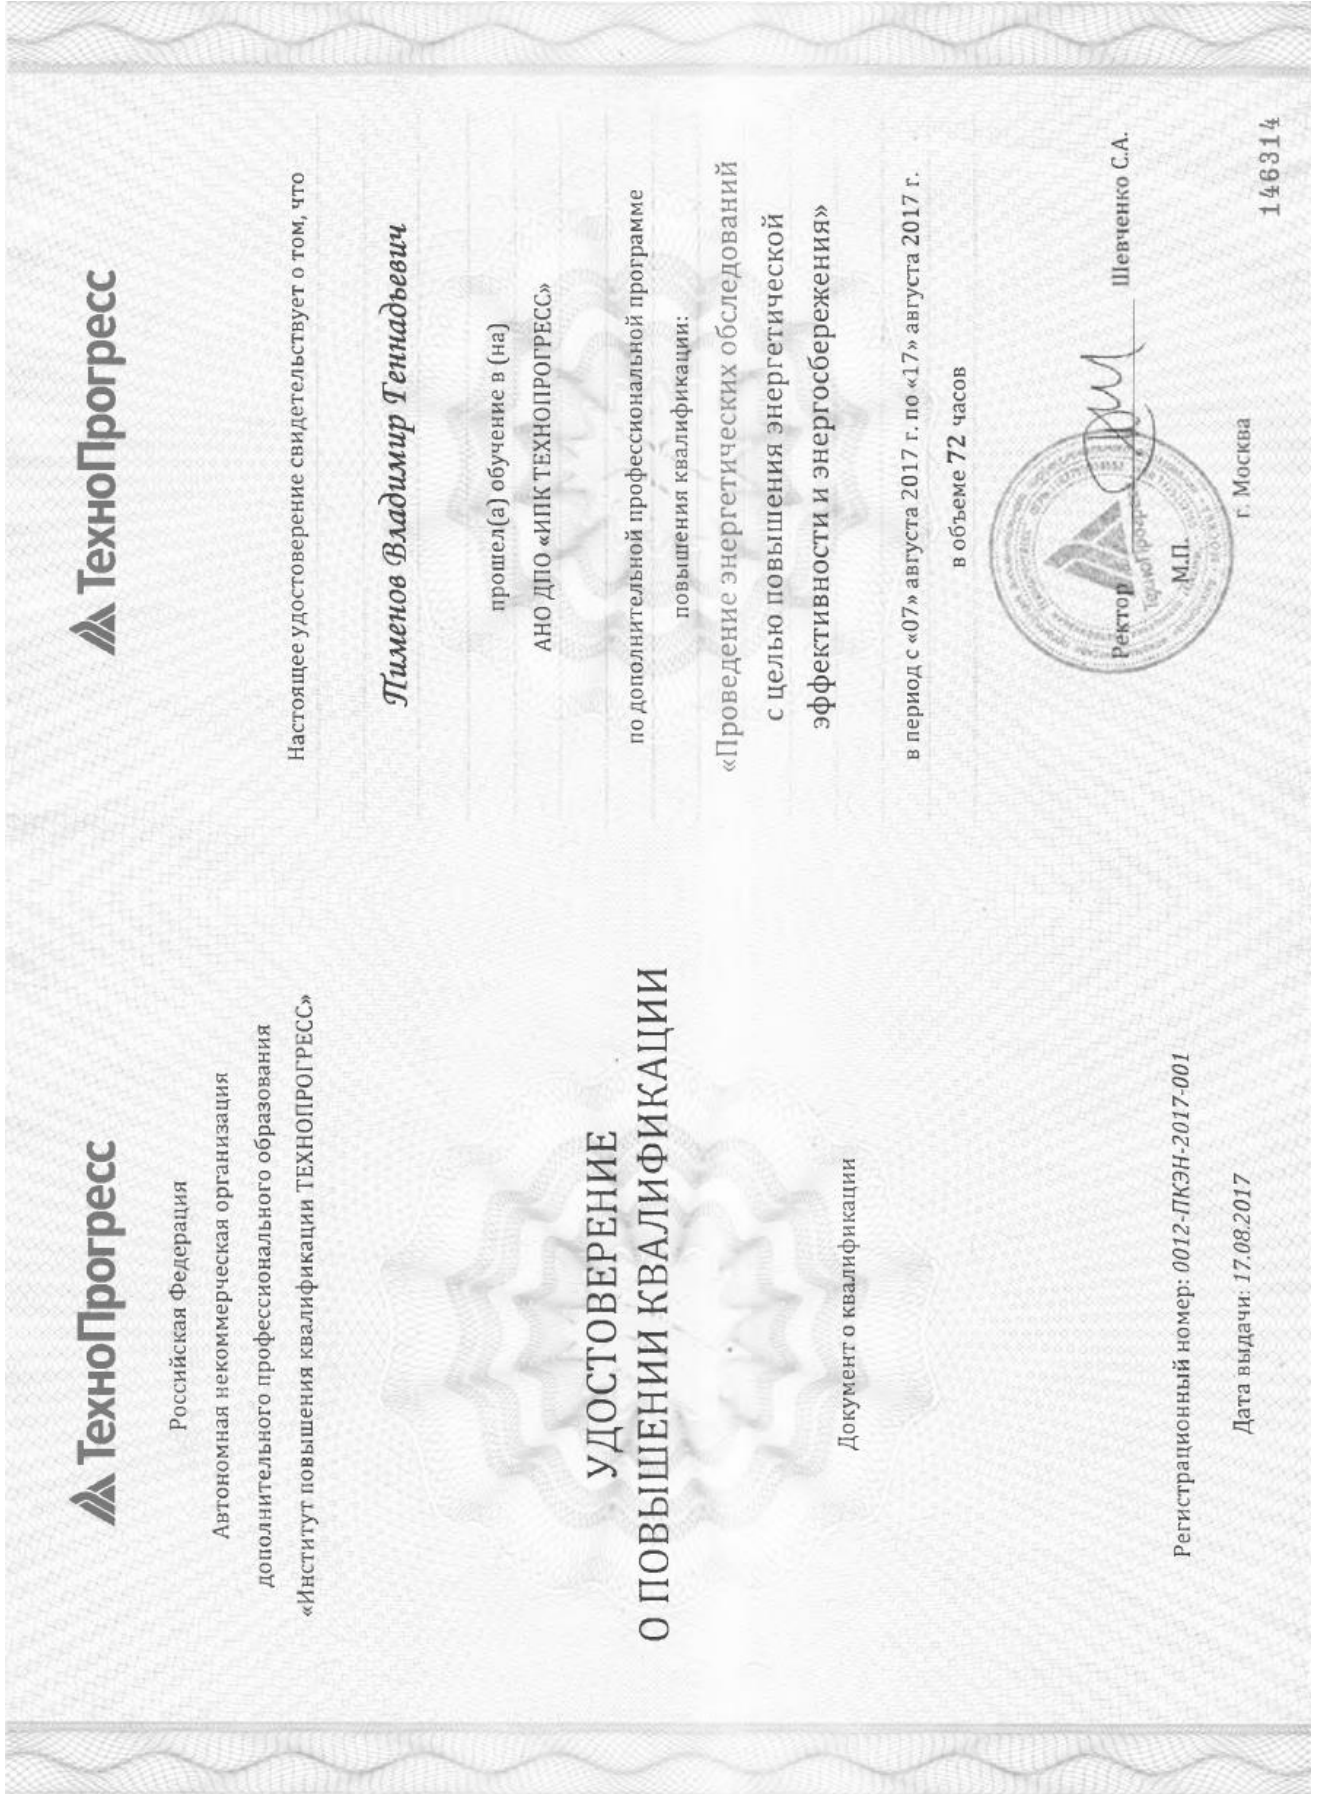 ТехноПрогресс
Российская Федерация
Автономная некоммерческая организация
дополнительного профессионального образования
«Институт повышения квалификации ТЕХНОПРОГРЕСС»
УДОСТОВЕРЕНИЕ
О ПОВЫШЕНИИ КВАЛИФИКАЦИИ
Документ о квалификации
Регистрационный номер: 0012-ПКЭН-2017-001
Дата выдачи: 17.08.2017
ТехноПрогресс
Настоящее удостоверение свидетельствует о том, что
Пименов Владимир Геннадьевич
прошел(а) обучение в (на)
АНО ДПО «ИПК ТЕХНОПРОГРЕСС»
по дополнительной профессиональной программе
повышения квалификации:
«Проведение энергетических обследований
с целью повышения энергетической
эффективности и энергосбережения»
в период с «07» августа 2017 г. по «17» августа 2017 г.
в объеме 72 часов
Ректор Шевченко С.А.
М.П.
г. Москва
146314